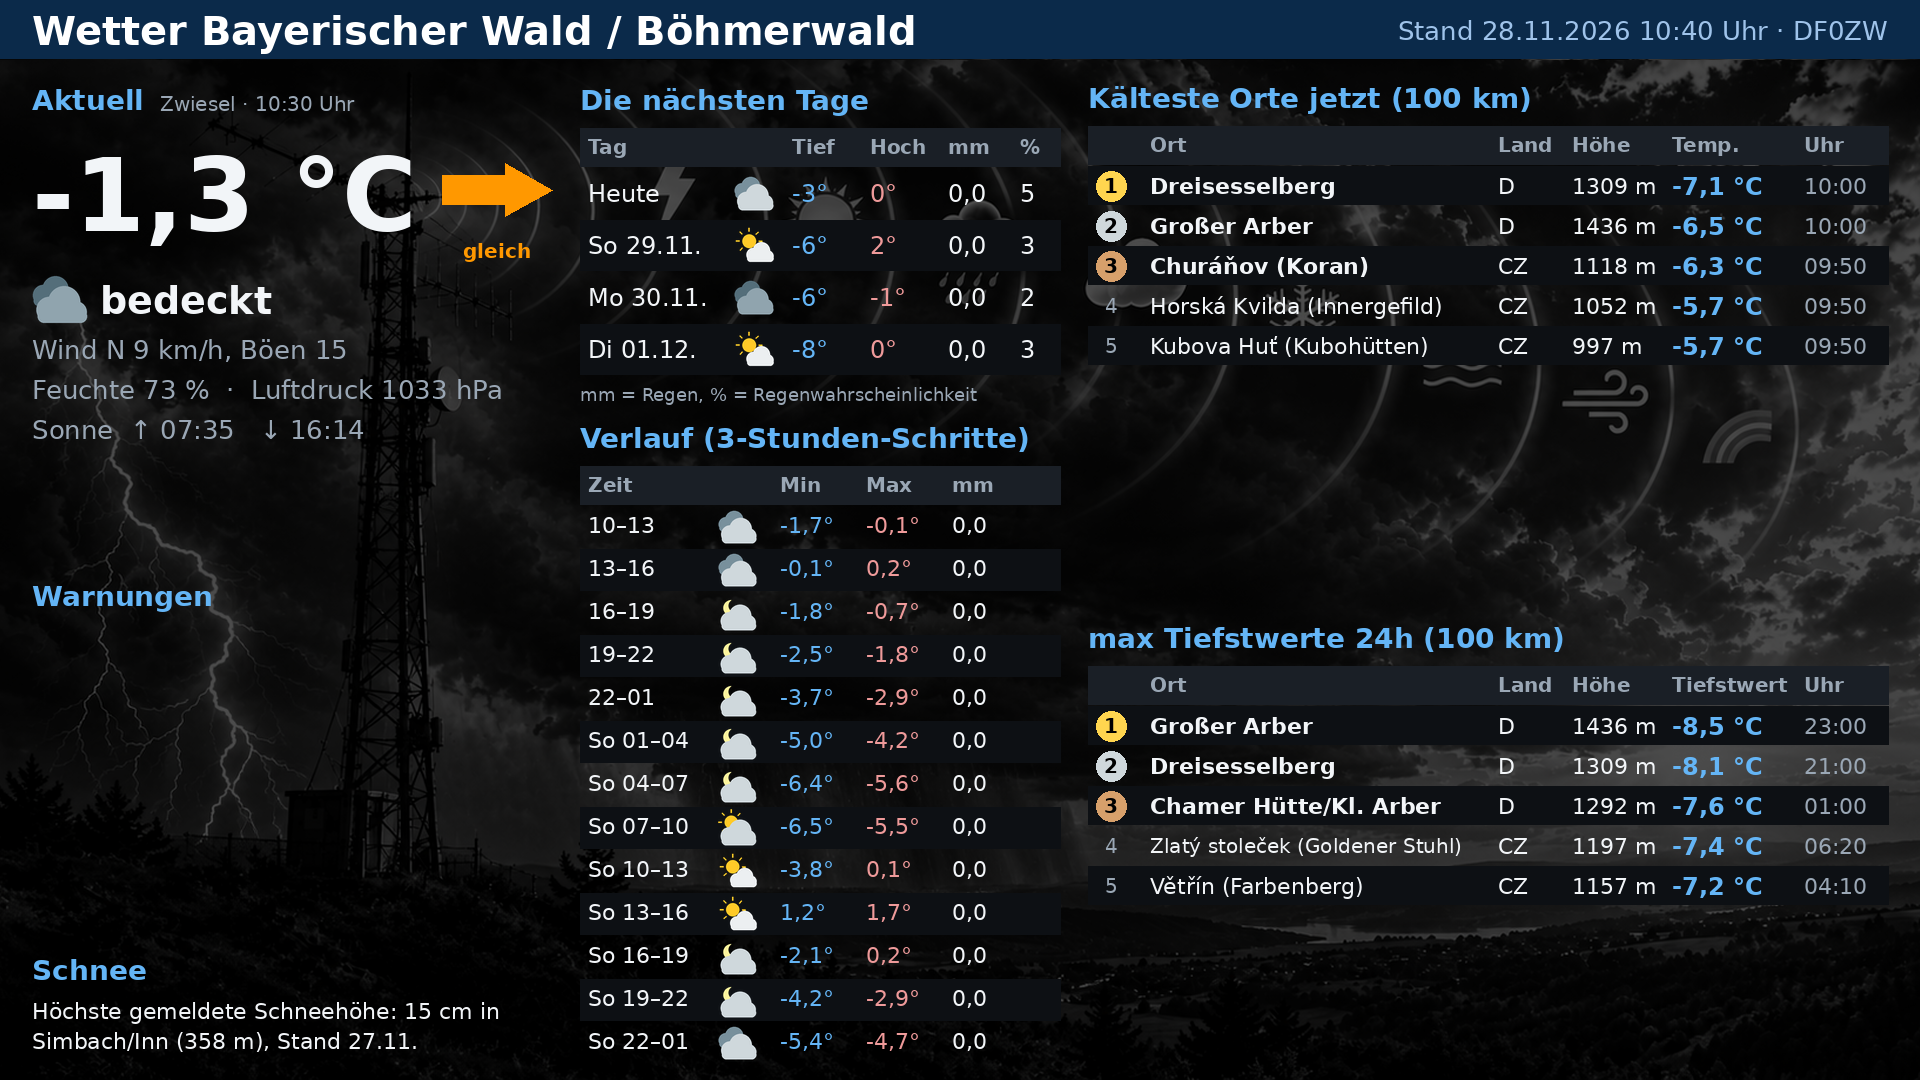 Wetter Bayerischer Wald / Böhmerwald
Stand 28.11.2026 10:40 Uhr · DF0ZW
Aktuell Zwiesel · 10:30 Uhr
-1,3 °C
gleich
bedeckt
Wind N 9 km/h, Böen 15
Feuchte 73 % · Luftdruck 1033 hPa
Sonne ↑ 07:35 ↓ 16:14
Warnungen
Schnee
Höchste gemeldete Schneehöhe: 15 cm in
Simbach/Inn (358 m), Stand 27.11.
Die nächsten Tage
Tag Tief Hoch mm %
Heute -3° 0° 0,0 5
So 29.11. -6° 2° 0,0 3
Mo 30.11. -6° -1° 0,0 2
Di 01.12. -8° 0° 0,0 3
mm = Regen, % = Regenwahrscheinlichkeit
Verlauf (3-Stunden-Schritte)
Zeit Min Max mm
10–13 -1,7° -0,1° 0,0
13–16 -0,1° 0,2° 0,0
16–19 -1,8° -0,7° 0,0
19–22 -2,5° -1,8° 0,0
22–01 -3,7° -2,9° 0,0
So 01–04 -5,0° -4,2° 0,0
So 04–07 -6,4° -5,6° 0,0
So 07–10 -6,5° -5,5° 0,0
So 10–13 -3,8° 0,1° 0,0
So 13–16 1,2° 1,7° 0,0
So 16–19 -2,1° 0,2° 0,0
So 19–22 -4,2° -2,9° 0,0
So 22–01 -5,4° -4,7° 0,0
Kälteste Orte jetzt (100 km)
Ort Land Höhe Temp. Uhr
1 Dreisesselberg D 1309 m -7,1 °C 10:00
2 Großer Arber D 1436 m -6,5 °C 10:00
3 Churáňov (Koran) CZ 1118 m -6,3 °C 09:50
4 Horská Kvilda (Innergefild) CZ 1052 m -5,7 °C 09:50
5 Kubova Huť (Kubohütten) CZ 997 m -5,7 °C 09:50
max Tiefstwerte 24h (100 km)
Ort Land Höhe Tiefstwert Uhr
1 Großer Arber D 1436 m -8,5 °C 23:00
2 Dreisesselberg D 1309 m -8,1 °C 21:00
3 Chamer Hütte/Kl. Arber D 1292 m -7,6 °C 01:00
4 Zlatý stoleček (Goldener Stuhl) CZ 1197 m -7,4 °C 06:20
5 Větřín (Farbenberg) CZ 1157 m -7,2 °C 04:10